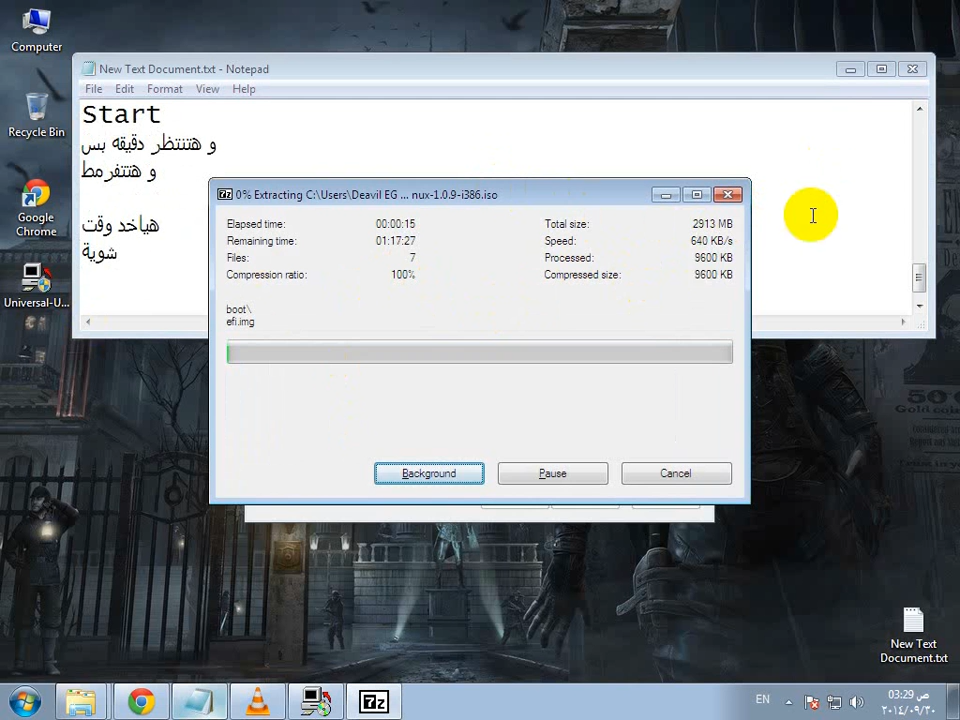 Computer
Recycle Bin
Google
Chrome
Universal-U...
New Text Document.txt - Notepad
File Edit Format View Help
Start
و هتنتظر دقيقه بس
و هتتفرمط
هياخد وقت
شوية
0% Extracting C:\Users\Deavil EG ... nux-1.0.9-i386.iso
Elapsed time: 00:00:15 Total size: 2913 MB
Remaining time: 01:17:27 Speed: 640 KB/s
Files: 7 Processed: 9600 KB
Compression ratio: 100% Compressed size: 9600 KB
boot\
efi.img
Background Pause Cancel
New Text
Document.txt
EN
03:29 ص
٢٠١٤/٠٩/٣٠